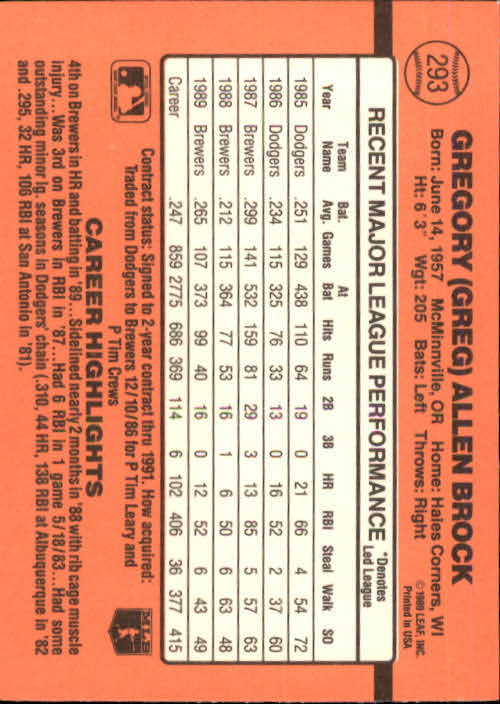 293
GREGORY (GREG) ALLEN BROCK
Born: June 14, 1957 McMinnville, OR Home: Hales Corners, WI
Ht: 6'3" Wgt: 205 Bats: Left Throws: Right
© 1989 LEAF, INC.
Printed in USA
RECENT MAJOR LEAGUE PERFORMANCE
*Denotes
Led League
Year Team Name Bat. Avg. Games At Bat Hits Runs 2B 3B HR RBI Steal Walk SO
1985 Dodgers .251 129 438 110 64 19 0 21 66 4 54 72
1986 Dodgers .234 115 325 76 33 13 0 16 52 2 37 60
1987 Brewers .299 141 532 159 81 29 3 13 85 5 57 63
1988 Brewers .212 115 364 77 53 16 1 6 50 6 63 48
1989 Brewers .265 107 373 99 40 16 0 12 52 6 43 49
Career .247 859 2775 686 369 114 6 102 406 36 377 415
Contract status: Signed to 2-year contract thru 1991. How acquired:
Traded from Dodgers to Brewers 12/10/86 for P Tim Leary and
P Tim Crews
MLB
CAREER HIGHLIGHTS
4th on Brewers in HR and batting in '89...Sidelined nearly 2 months in '88 with rib cage muscle
injury...Was 3rd on Brewers in RBI in '87...Had 6 RBI in 1 game 5/18/83...Had some
outstanding minor lg. seasons in Dodgers' chain (.310, 44 HR, 138 RBI at Albuquerque in '82
and .295, 32 HR, 106 RBI at San Antonio in '81).